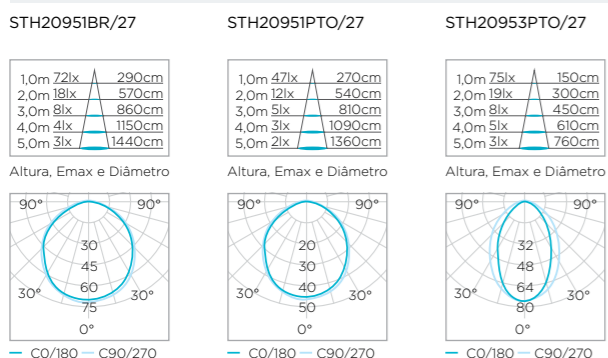 STH20951BR/27
1,0m 72lx 290cm
2,0m 18lx 570cm
3,0m 8lx 860cm
4,0m 4lx 1150cm
5,0m 3lx 1440cm
Altura, Emax e Diâmetro
90° 90°
30
45
60
75
30° 30°
0°
C0/180 C90/270
STH20951PTO/27
1,0m 47lx 270cm
2,0m 12lx 540cm
3,0m 5lx 810cm
4,0m 3lx 1090cm
5,0m 2lx 1360cm
Altura, Emax e Diâmetro
90° 90°
20
30
40
50
30° 30°
0°
C0/180 C90/270
STH20953PTO/27
1,0m 75lx 150cm
2,0m 19lx 300cm
3,0m 8lx 450cm
4,0m 5lx 610cm
5,0m 3lx 760cm
Altura, Emax e Diâmetro
90° 90°
32
48
64
80
30° 30°
0°
C0/180 C90/270